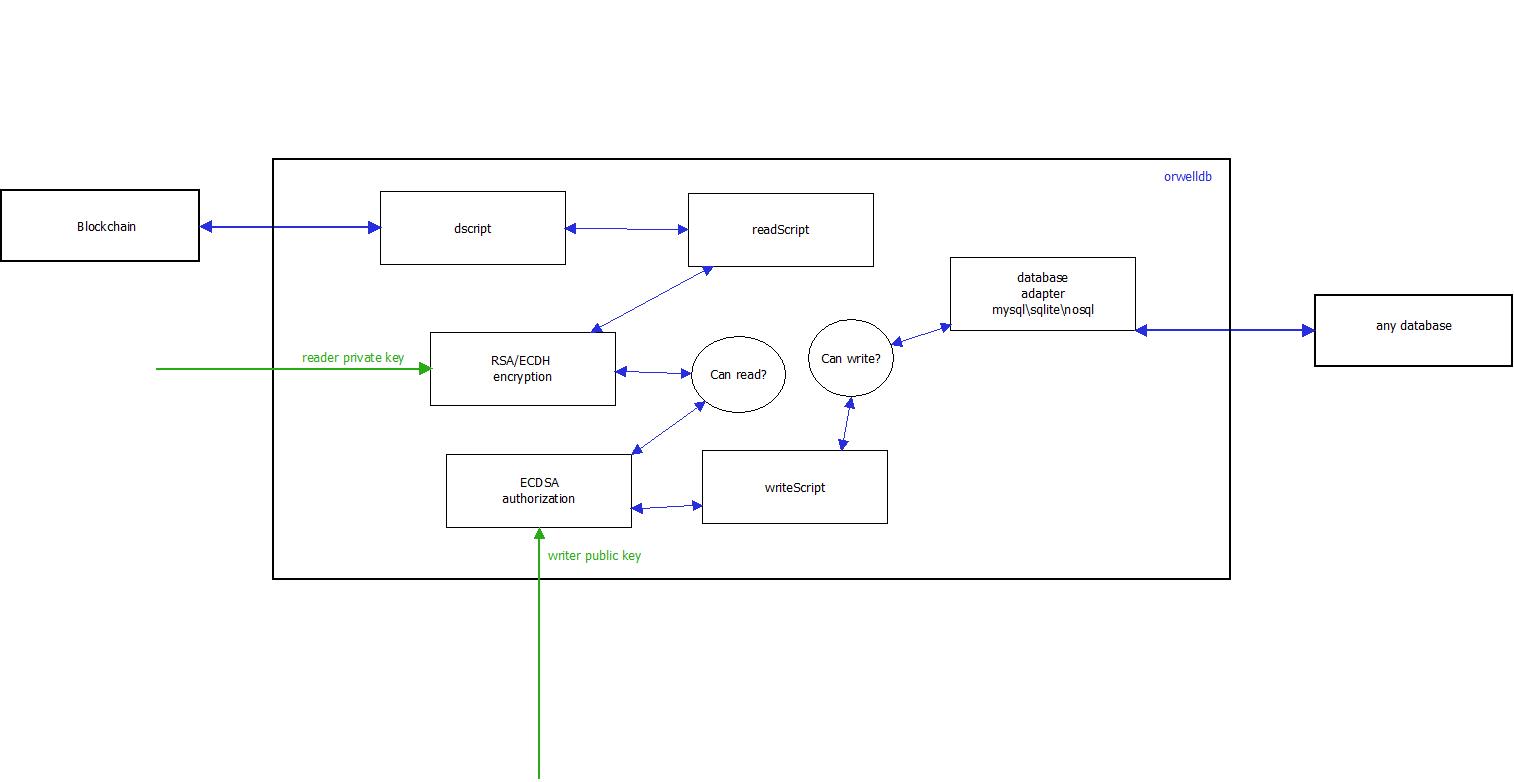 orwelldb
Blockchain
dscript
readScript
database
adapter
mysql\sqlite\nosql
any database
reader private key
RSA/ECDH
encryption
Can read?
Can write?
ECDSA
authorization
writeScript
writer public key